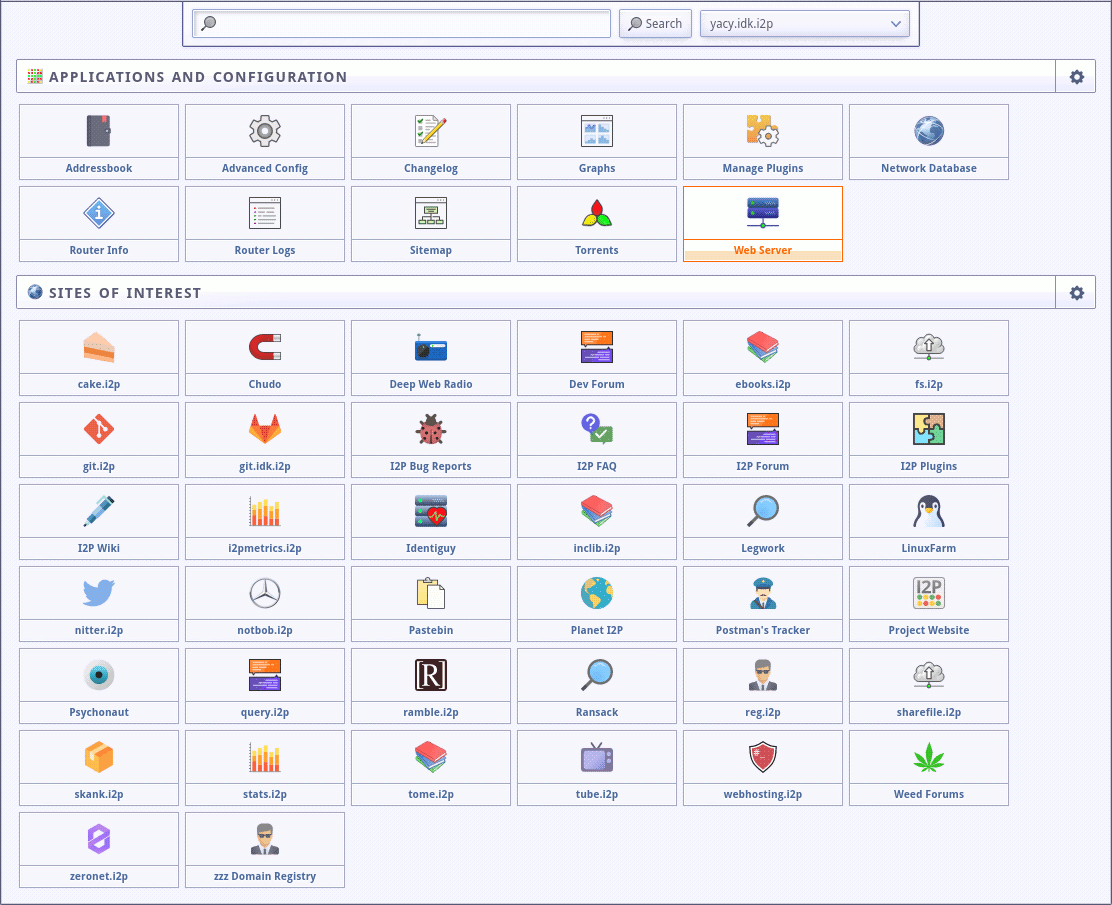 Search
yacy.idk.i2p
APPLICATIONS AND CONFIGURATION
Addressbook
Advanced Config
Changelog
Graphs
Manage Plugins
Network Database
Router Info
Router Logs
Sitemap
Torrents
Web Server
SITES OF INTEREST
cake.i2p
Chudo
Deep Web Radio
Dev Forum
ebooks.i2p
fs.i2p
git.i2p
git.idk.i2p
I2P Bug Reports
I2P FAQ
I2P Forum
I2P Plugins
I2P Wiki
i2pmetrics.i2p
Identiguy
inclib.i2p
Legwork
LinuxFarm
I2P
nitter.i2p
notbob.i2p
Pastebin
Planet I2P
Postman's Tracker
Project Website
R
Psychonaut
query.i2p
ramble.i2p
Ransack
reg.i2p
sharefile.i2p
skank.i2p
stats.i2p
tome.i2p
tube.i2p
webhosting.i2p
Weed Forums
zeronet.i2p
zzz Domain Registry